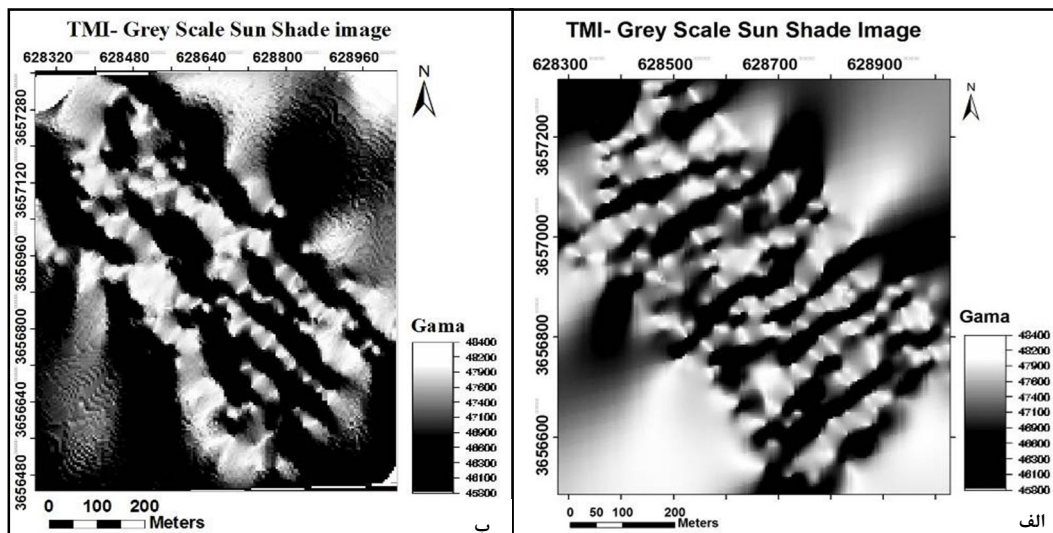 TMI- Grey Scale Sun Shade image
628320 628480 628640 628800 628960
N
3657280
3657120
3656960
3656800
3656640
3656480
Gama
48400
48200
47900
47600
47100
46900
46600
46300
46100
45800
0 100 200
Meters
ب
TMI- Grey Scale Sun Shade Image
628300 628500 628700 628900
N
3657200
3657000
3656800
3656600
Gama
48400
48200
47900
47600
47400
47100
46900
46600
46300
46100
45800
0 50 100 200
Meters
الف